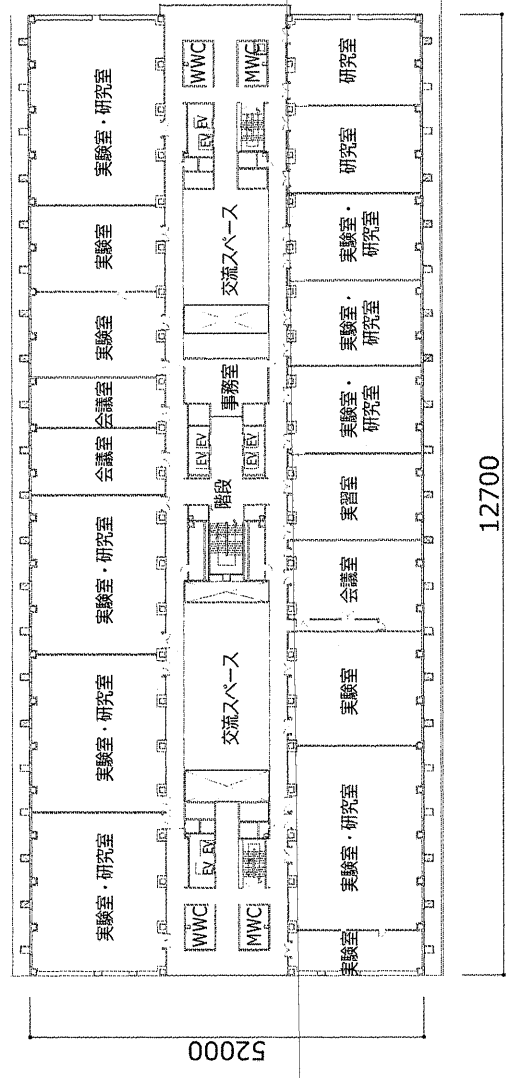 52000
実験室・研究室
実験室・研究室
実験室・研究室
会議室
会議室
実験室
実験室
実験室・研究室
WWC
EV EV
MWC
交流スペース
階段
EV EV
EV EV
事務室
交流スペース
EV EV
WWC
MWC
実験室
実験室・研究室
実験室
会議室
実習室
実験室・
研究室
実験室・
研究室
実験室・
研究室
研究室
研究室
12700